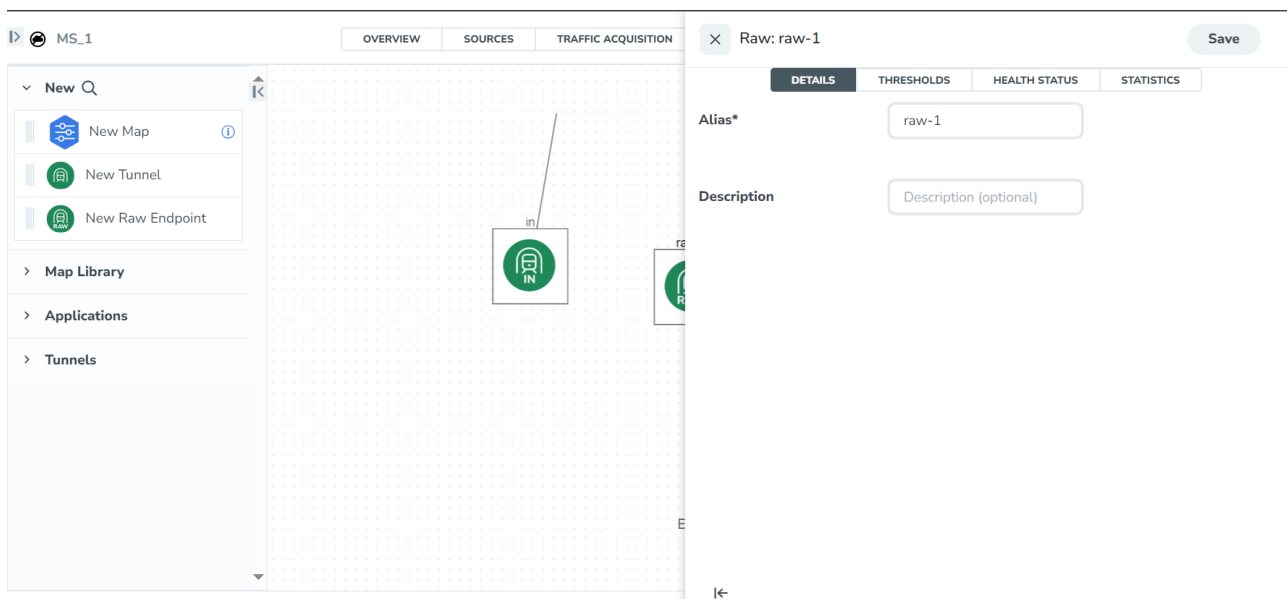 MS_1
OVERVIEW
SOURCES
TRAFFIC ACQUISITION
New
New Map
New Tunnel
RAW
New Raw Endpoint
Map Library
Applications
Tunnels
in
IN
Raw: raw-1
Save
DETAILS
THRESHOLDS
HEALTH STATUS
STATISTICS
Alias*
raw-1
Description
Description (optional)